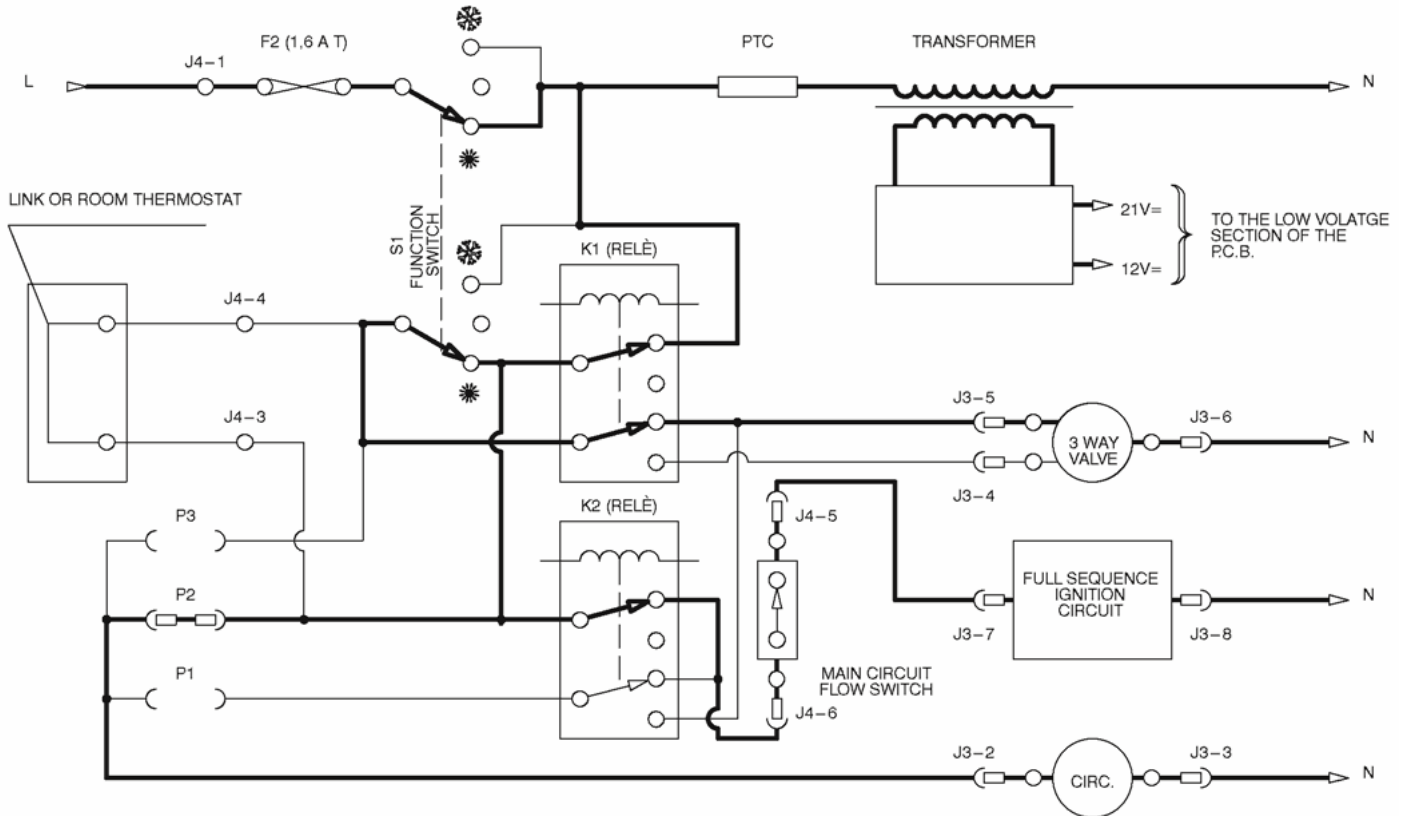 F2 (1,6 A T)
PTC
TRANSFORMER
J4-1
L
N
LINK OR ROOM THERMOSTAT
S1
FUNCTION
SWITCH
K1 (RELÈ)
21V=
12V=
TO THE LOW VOLATGE
SECTION OF THE
P.C.B.
J4-4
J4-3
J3-5
J3-6
3 WAY
VALVE
N
J3-4
P3
K2 (RELÈ)
J4-5
P2
FULL SEQUENCE
IGNITION
CIRCUIT
N
J3-7
J3-8
P1
MAIN CIRCUIT
FLOW SWITCH
J4-6
J3-2
J3-3
CIRC.
N